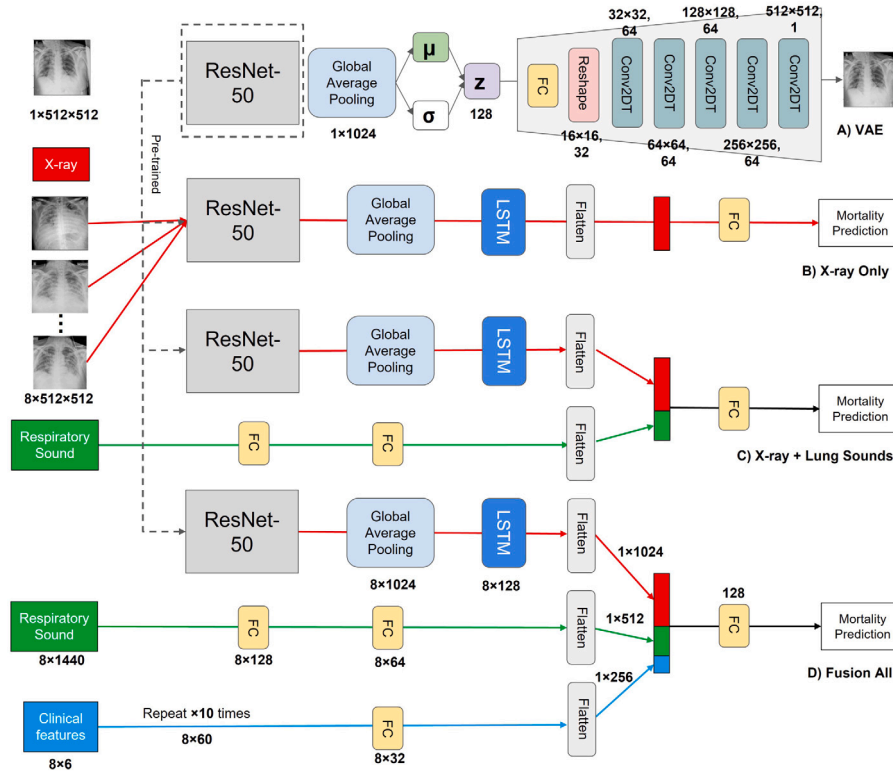 32×32,
64
128×128,
64
512×512,
1
ResNet-
50
Global
Average
Pooling
μ
σ
z
FC
Reshape
Conv2DT
Conv2DT
Conv2DT
Conv2DT
Conv2DT
1×512×512
1×1024
128
16×16,
32
64×64,
64
256×256,
64
A) VAE
Pre-trained
X-ray
ResNet-
50
Global
Average
Pooling
LSTM
Flatten
FC
Mortality
Prediction
B) X-ray Only
ResNet-
50
Global
Average
Pooling
LSTM
Flatten
8×512×512
FC
Mortality
Prediction
Respiratory
Sound
FC
FC
Flatten
C) X-ray + Lung Sounds
ResNet-
50
Global
Average
Pooling
LSTM
Flatten
1×1024
8×1024
8×128
128
Respiratory
Sound
FC
FC
Flatten
1×512
FC
Mortality
Prediction
8×1440
8×128
8×64
D) Fusion All
1×256
Clinical
features
Repeat ×10 times
8×60
FC
Flatten
8×6
8×32